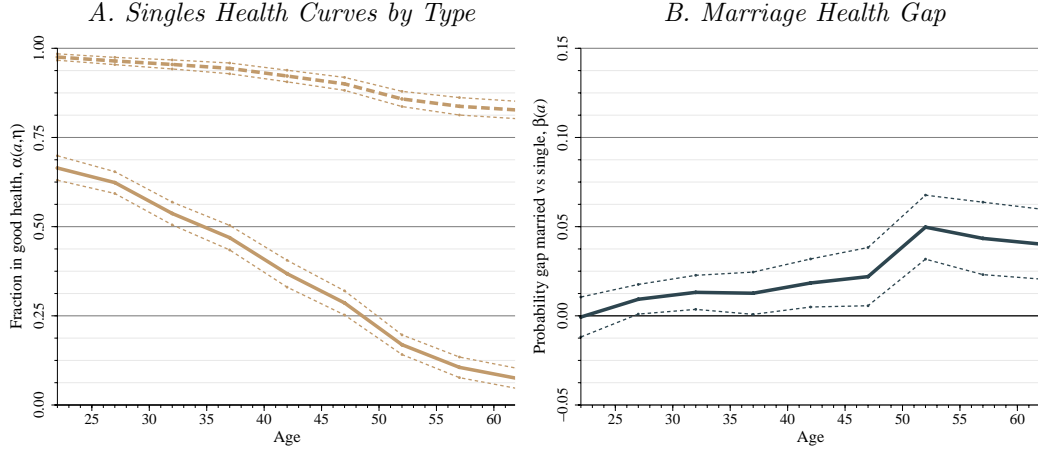 A. Singles Health Curves by Type
Fraction in good health, α(a,η)
1.00
0.75
0.50
0.25
0.00
25 30 35 40 45 50 55 60
Age
B. Marriage Health Gap
Probability gap married vs single, β(a)
0.15
0.10
0.05
0.00
−0.05
25 30 35 40 45 50 55 60
Age